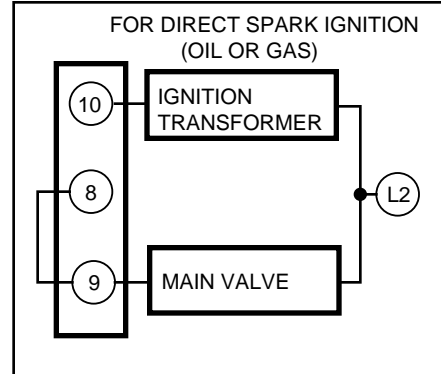 FOR DIRECT SPARK IGNITION
(OIL OR GAS)
10
IGNITION
TRANSFORMER
8
L2
9
MAIN VALVE